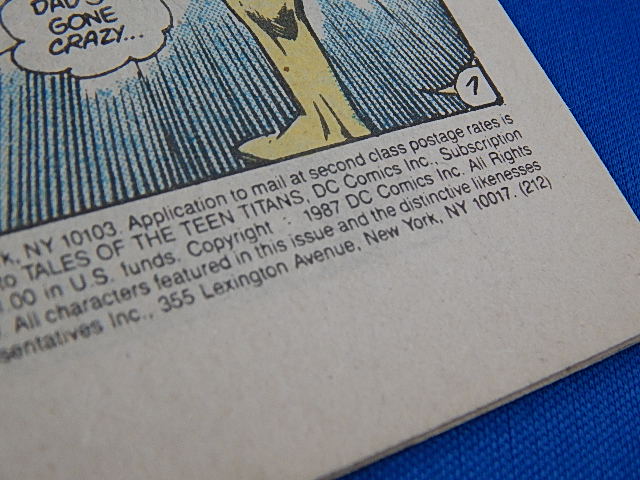 DAD'S
GONE
CRAZY...
1
NY 10103. Application to mail at second class postage rates is
to TALES OF THE TEEN TITANS, DC Comics Inc., Subscription
.00 in U.S. funds. Copyright 1987 DC Comics Inc. All Rights
All characters featured in this issue and the distinctive likenesses
sentatives Inc., 355 Lexington Avenue, New York, NY 10017. (212)